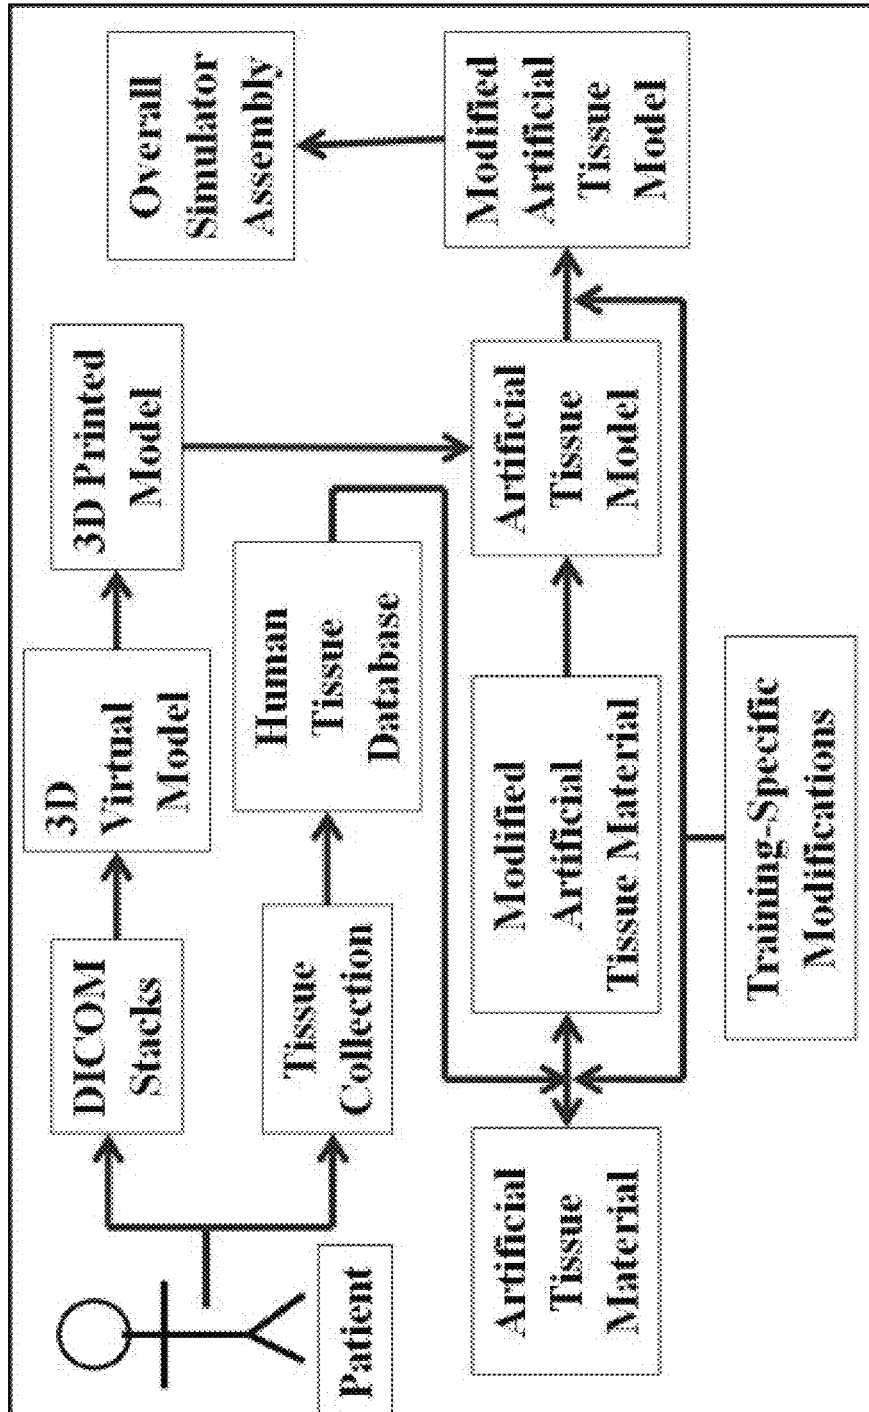 Patient
DICOM
Stacks
3D
Virtual
Model
3D Printed
Model
Overall
Simulator
Assembly
Tissue
Collection
Human
Tissue
Database
Artificial
Tissue
Material
Modified
Artificial
Tissue Material
Artificial
Tissue
Model
Modified
Artificial
Tissue
Model
Training-Specific
Modifications